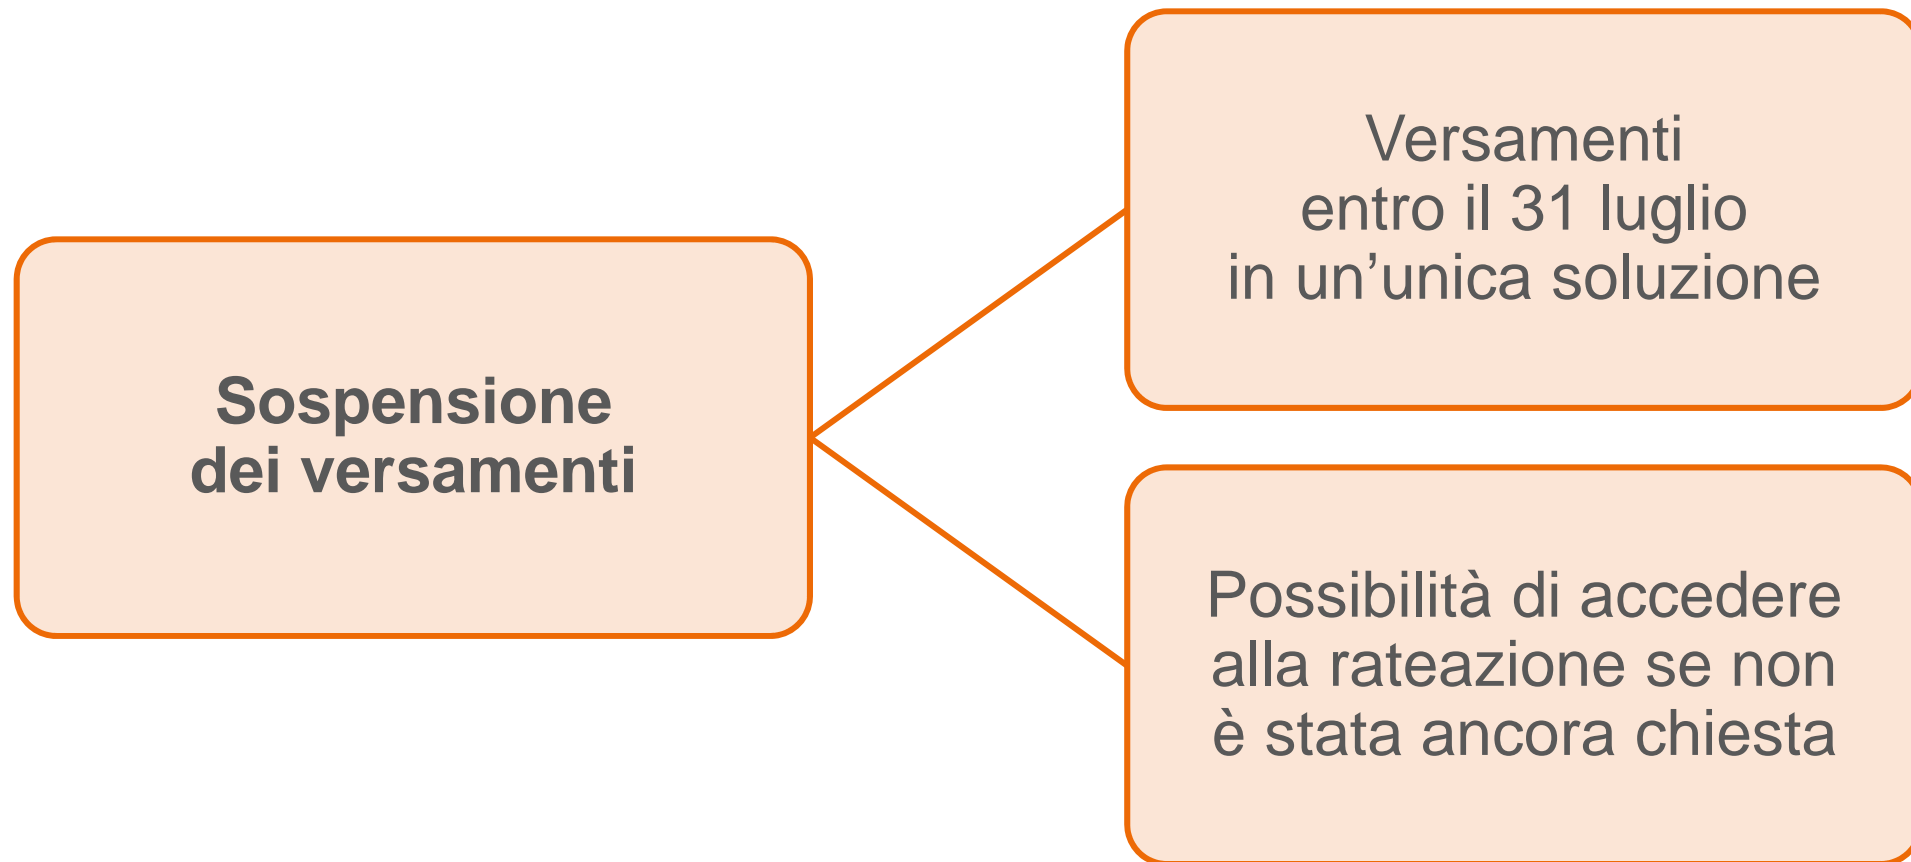 Sospensione
dei versamenti
Versamenti
entro il 31 luglio
in un’unica soluzione
Possibilità di accedere
alla rateazione se non
è stata ancora chiesta